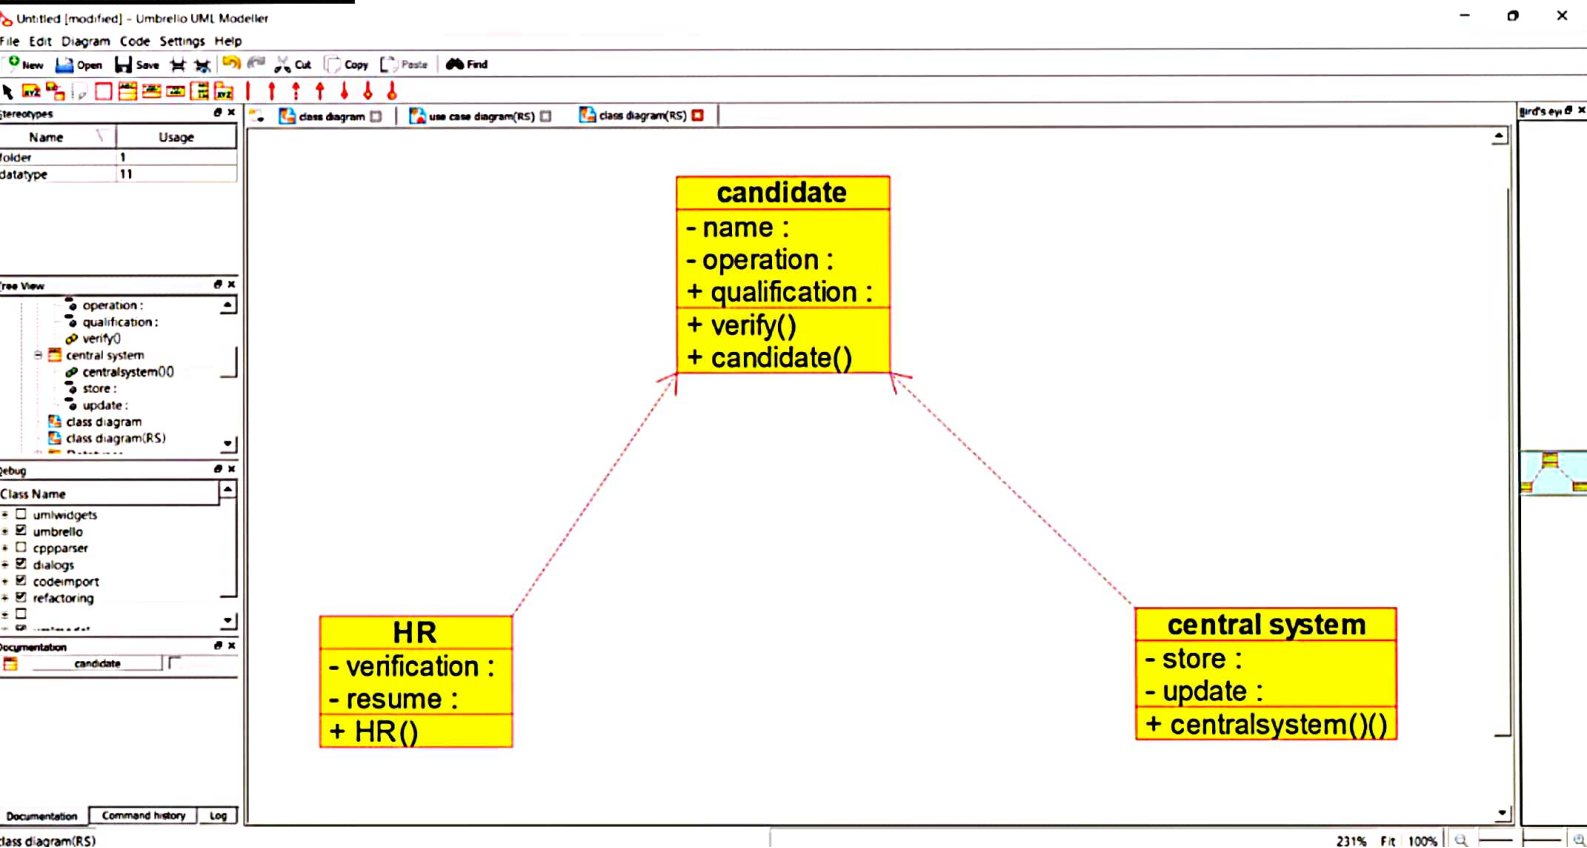 Untitled [modified] - Umbrello UML Modeller
File Edit Diagram Code Settings Help
New Open Save Cut Copy Paste Find
Stereotypes
Name Usage
folder 1
datatype 11
Tree View
operation :
qualification :
verify()
central system
centralsystem()()
store :
update :
class diagram
class diagram(RS)
Debug
Class Name
umlwidgets
umbrello
cppparser
dialogs
codeimport
refactoring
Documentation
candidate
Documentation Command history Log
class diagram(RS)
class diagram use case diagram(RS) class diagram(RS)
candidate
- name :
- operation :
+ qualification :
+ verify()
+ candidate()
HR
- verification :
- resume :
+ HR()
central system
- store :
- update :
+ centralsystem()()
Bird's eye
231% Fit 100%